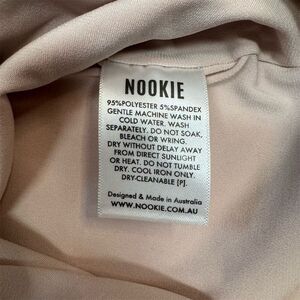 NOOKIE
95%POLYESTER 5%SPANDEX
GENTLE MACHINE WASH IN
COLD WATER. WASH
SEPARATELY. DO NOT SOAK,
BLEACH OR WRING.
DRY WITHOUT DELAY AWAY
FROM DIRECT SUNLIGHT
OR HEAT. DO NOT TUMBLE
DRY. COOL IRON ONLY.
DRY-CLEANABLE [P].
Designed & Made in Australia
WWW.NOOKIE.COM.AU